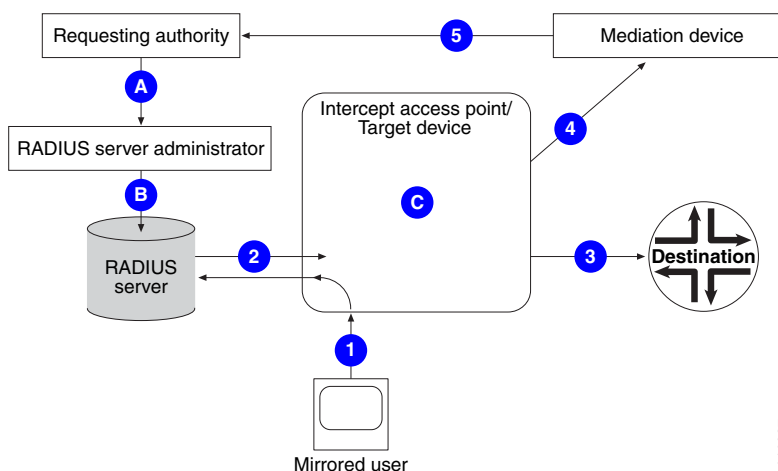 Requesting authority
5
Mediation device
A
Intercept access point/
Target device
4
RADIUS server administrator
B
C
RADIUS
server
2
3
Destination
1
Mirrored user